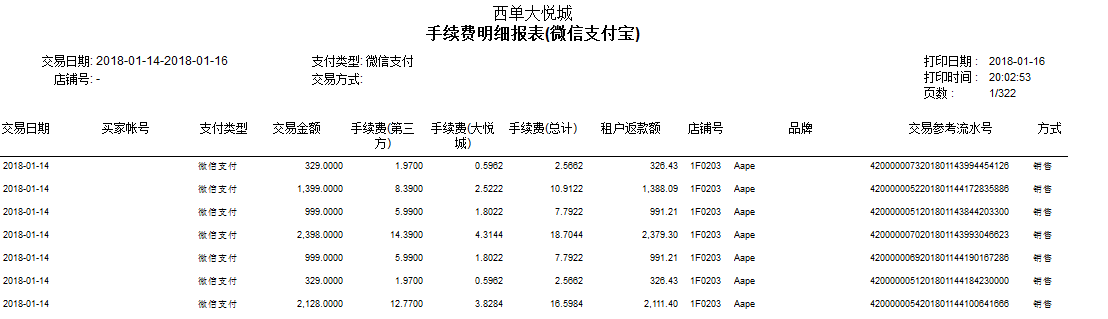 西单大悦城
手续费明细报表(微信支付宝)
交易日期: 2018-01-14-2018-01-16 支付类型: 微信支付 打印日期： 2018-01-16
店铺号: - 交易方式: 打印时间： 20:02:53
页数： 1/322
交易日期 买家帐号 支付类型 交易金额 手续费(第三方) 手续费(大悦城) 手续费(总计) 租户返款额 店铺号 品牌 交易参考流水号 方式
2018-01-14 微信支付 329.0000 1.9700 0.5962 2.5662 326.43 1F0203 Aape 4200000073201801143994454126 销售
2018-01-14 微信支付 1,399.0000 8.3900 2.5222 10.9122 1,388.09 1F0203 Aape 4200000052201801144172835886 销售
2018-01-14 微信支付 999.0000 5.9900 1.8022 7.7922 991.21 1F0203 Aape 4200000051201801143844203300 销售
2018-01-14 微信支付 2,398.0000 14.3900 4.3144 18.7044 2,379.30 1F0203 Aape 4200000070201801143993046623 销售
2018-01-14 微信支付 999.0000 5.9900 1.8022 7.7922 991.21 1F0203 Aape 4200000069201801144190167286 销售
2018-01-14 微信支付 329.0000 1.9700 0.5962 2.5662 326.43 1F0203 Aape 4200000051201801144184230000 销售
2018-01-14 微信支付 2,128.0000 12.7700 3.8284 16.5984 2,111.40 1F0203 Aape 4200000054201801144100641666 销售